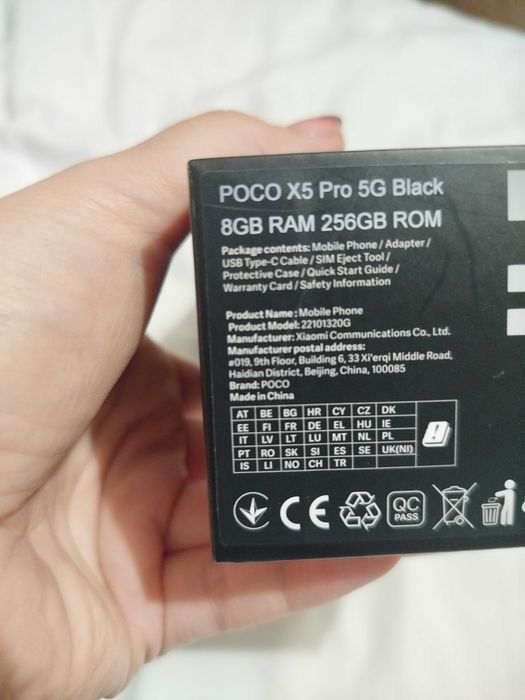 POCO X5 Pro 5G Black
8GB RAM 256GB ROM
Package contents: Mobile Phone / Adapter /
USB Type-C Cable / SIM Eject Tool /
Protective Case / Quick Start Guide /
Warranty Card / Safety Information
Product Name: Mobile Phone
Product Model: 22101320G
Manufacturer: Xiaomi Communications Co., Ltd.
Manufacturer postal address:
#019, 9th Floor, Building 6, 33 Xi'erqi Middle Road,
Haidian District, Beijing, China, 100085
Brand: POCO
Made in China
AT BE BG HR CY CZ DK
EE FI FR DE EL HU IE
IT LV LT LU MT NL PL
PT RO SK SI ES SE UK(NI)
IS LI NO CH TR
CE QC
PASS